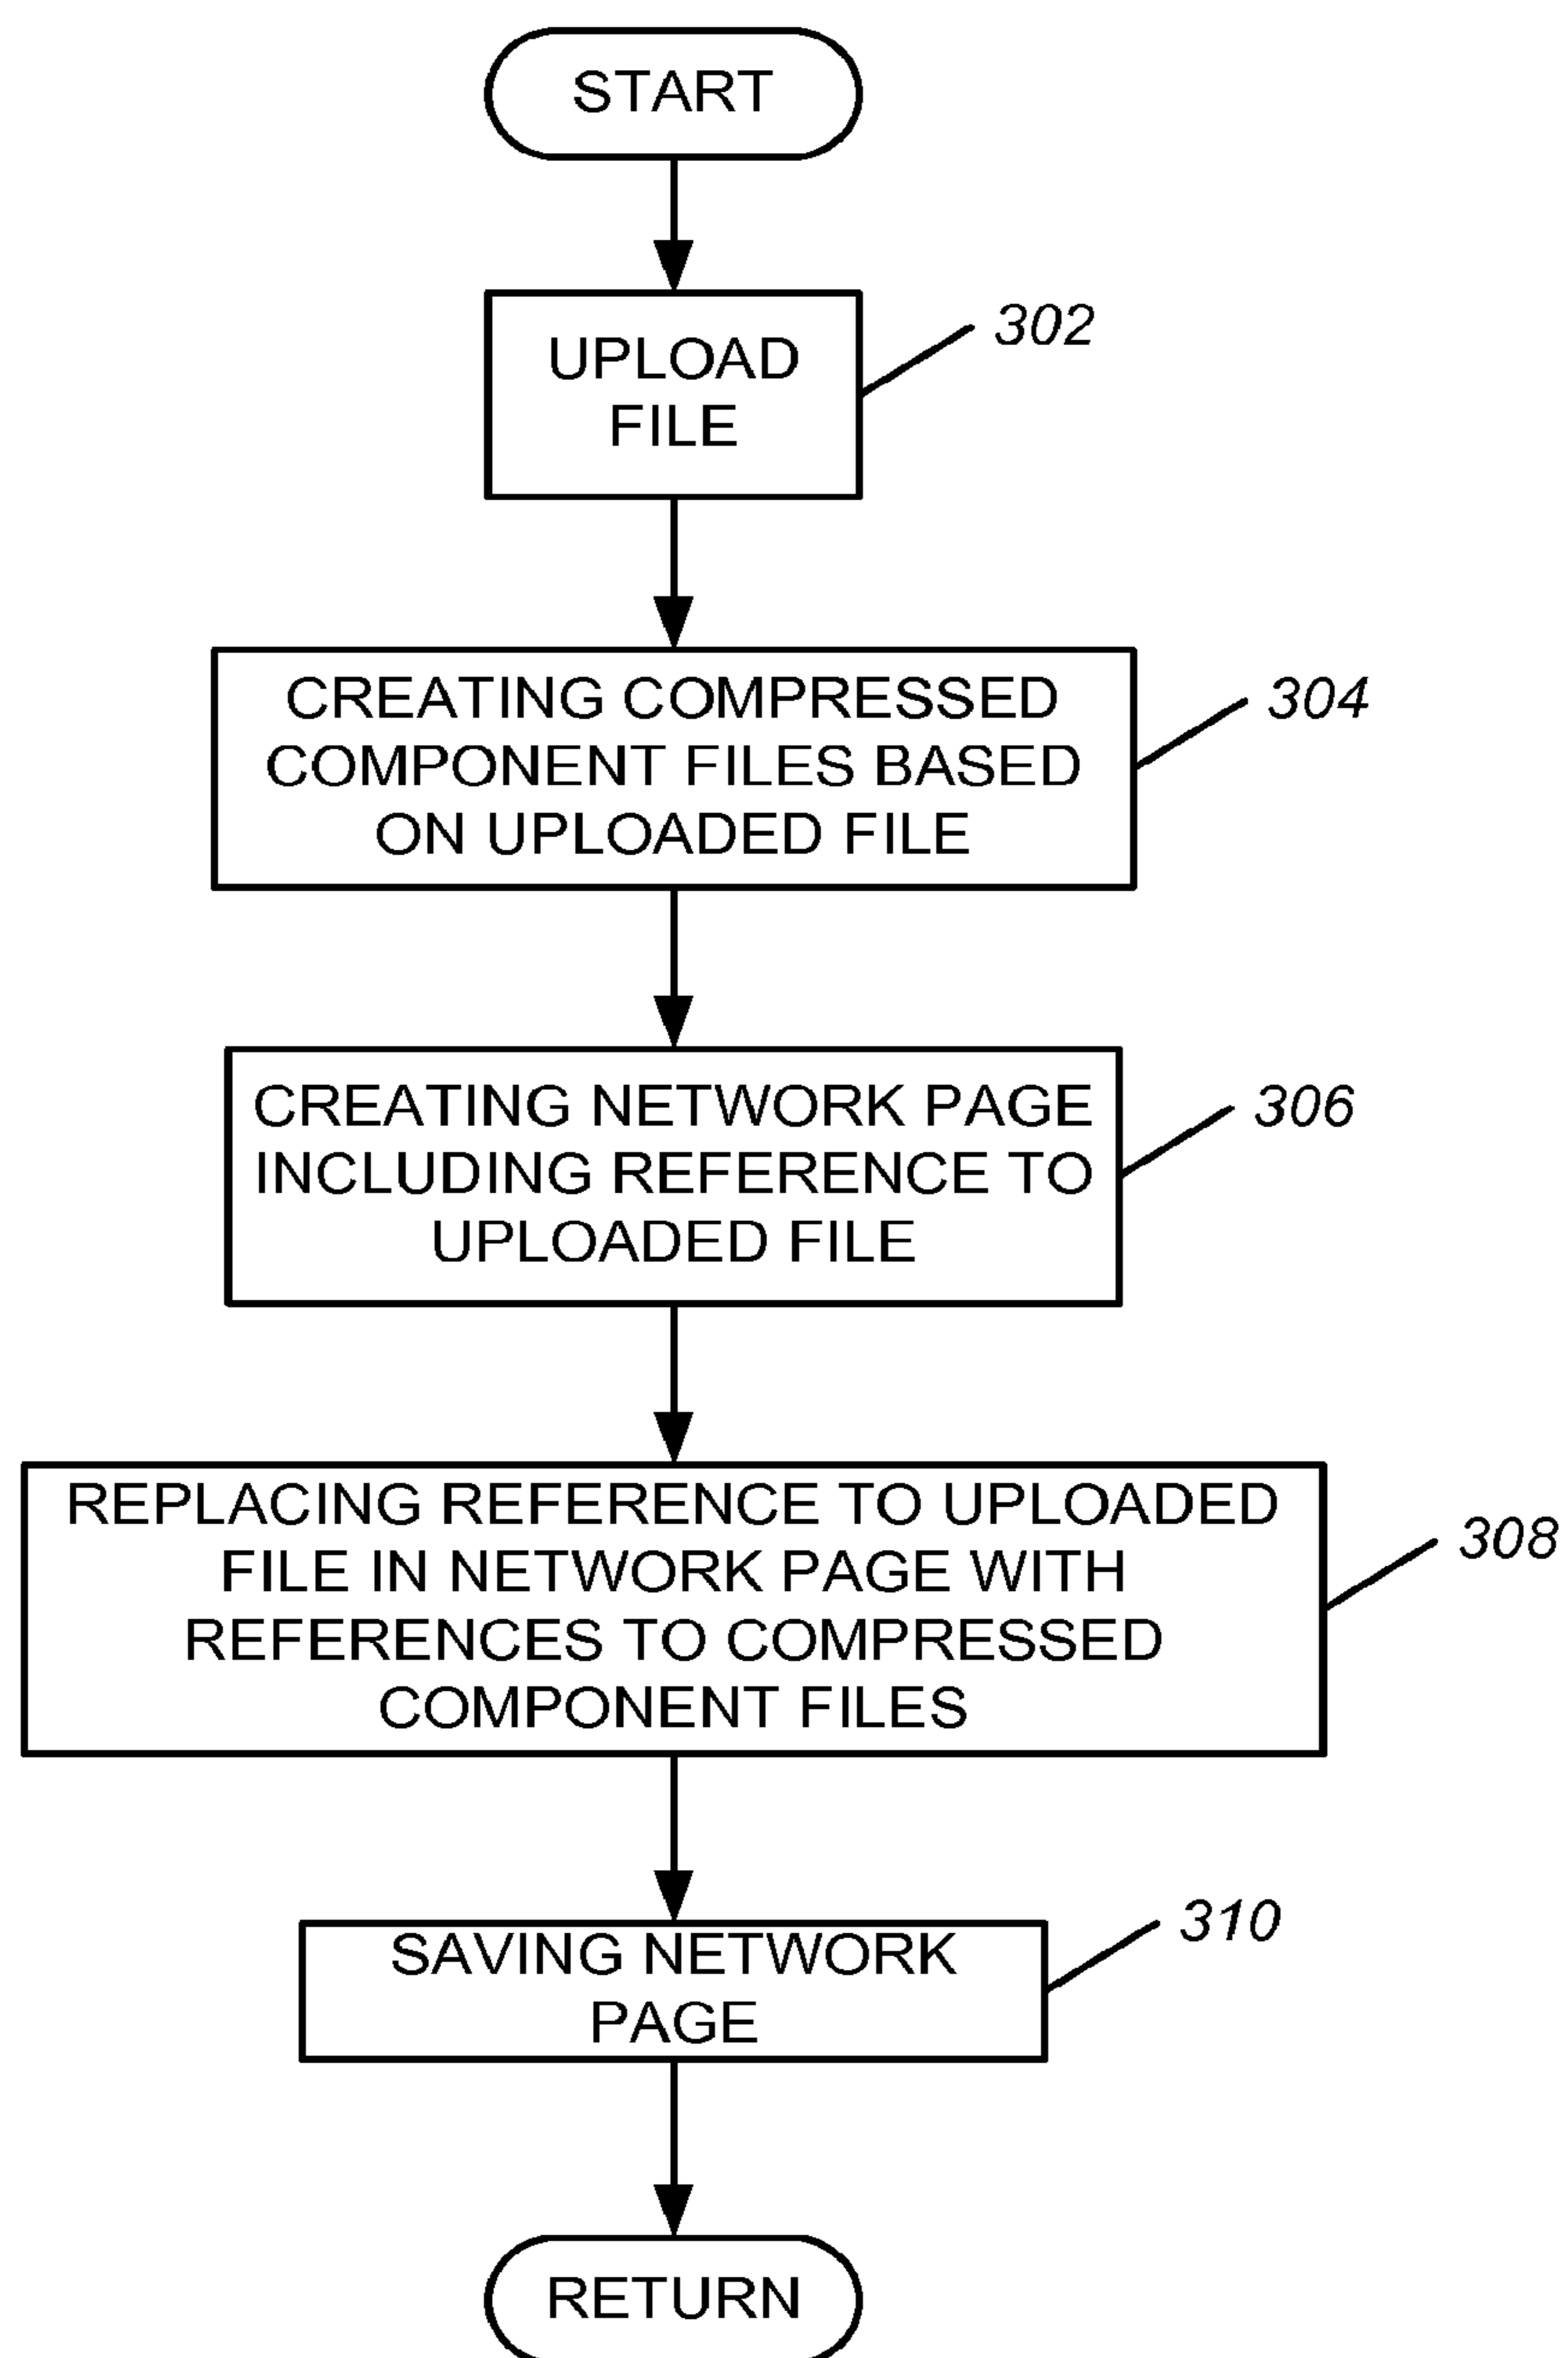 START
302
UPLOAD
FILE
304
CREATING COMPRESSED
COMPONENT FILES BASED
ON UPLOADED FILE
306
CREATING NETWORK PAGE
INCLUDING REFERENCE TO
UPLOADED FILE
308
REPLACING REFERENCE TO UPLOADED
FILE IN NETWORK PAGE WITH
REFERENCES TO COMPRESSED
COMPONENT FILES
310
SAVING NETWORK
PAGE
RETURN